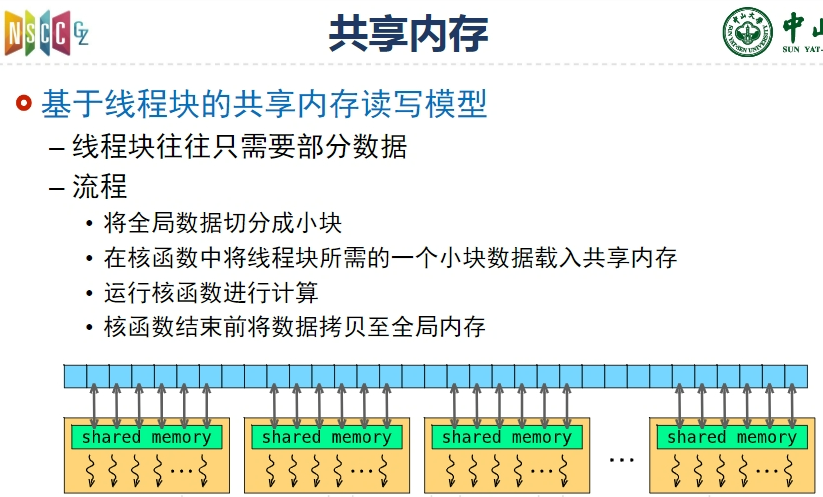 NSCC GZ
共享内存
中山
SUN YAT-SEN UNIVERSITY
SUN YAT-
基于线程块的共享内存读写模型
– 线程块往往只需要部分数据
– 流程
• 将全局数据切分成小块
• 在核函数中将线程块所需的一个小块数据载入共享内存
• 运行核函数进行计算
• 核函数结束前将数据拷贝至全局内存
shared memory shared memory shared memory shared memory
... ... ... ... ...